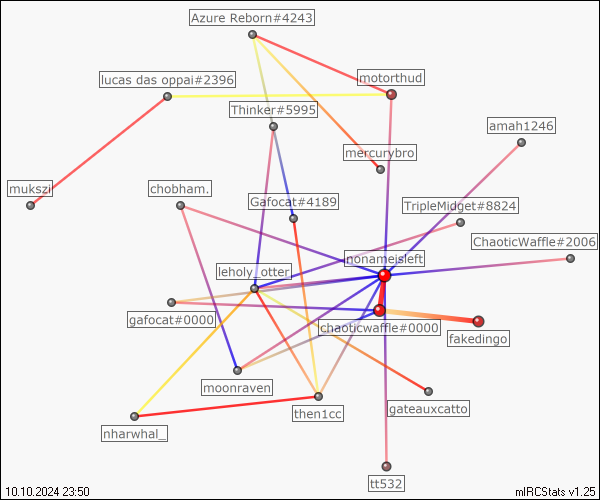 Azure Reborn#4243
lucas das oppai#2396
motorthud
Thinker#5995
amah1246
mercurybro
mukszi
chobham.
Gafocat#4189
TripleMidget#8824
ChaoticWaffle#2006
nonameisleft
leholy_otter
gafocat#0000
chaoticwaffle#0000
fakedingo
moonraven
then1cc
gateauxcatto
nharwhal_
tt532
10.10.2024 23:50
mIRCStats v1.25